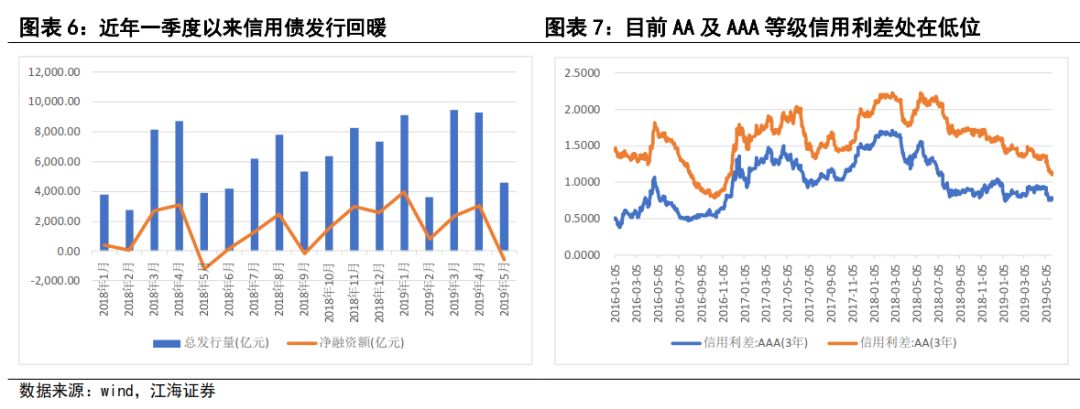 图表 6：近年一季度以来信用债发行回暖
12,000.00
10,000.00
8,000.00
6,000.00
4,000.00
2,000.00
0.00
-2,000.00
2018年1月
2018年2月
2018年3月
2018年4月
2018年5月
2018年6月
2018年7月
2018年8月
2018年9月
2018年10月
2018年11月
2018年12月
2019年1月
2019年2月
2019年3月
2019年4月
2019年5月
总发行量(亿元) 净融资额(亿元)
图表 7：目前 AA 及 AAA 等级信用利差处在低位
2.5000
2.0000
1.5000
1.0000
0.5000
0.0000
2016-01-05
2016-03-05
2016-05-05
2016-07-05
2016-09-05
2016-11-05
2017-01-05
2017-03-05
2017-05-05
2017-07-05
2017-09-05
2017-11-05
2018-01-05
2018-03-05
2018-05-05
2018-07-05
2018-09-05
2018-11-05
2019-01-05
2019-03-05
2019-05-05
信用利差:AAA(3年) 信用利差:AA(3年)
数据来源：wind，江海证券